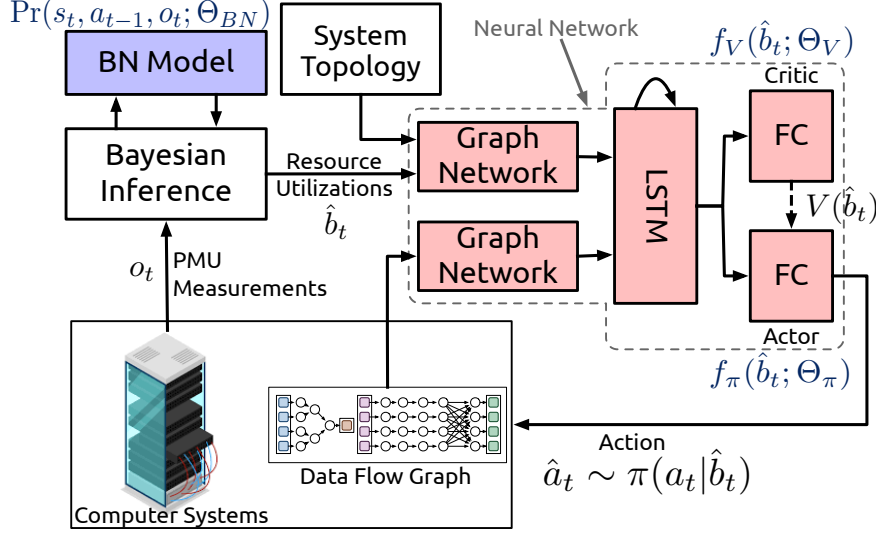 Pr(s_t, a_{t-1}, o_t; Θ_{BN})
BN Model
System
Topology
Neural Network
f_V(b̂_t; Θ_V)
Critic
FC
Graph
Network
LSTM
Bayesian
Inference
Resource
Utilizations
b̂_t
V(b̂_t)
Graph
Network
FC
Actor
o_t
PMU
Measurements
f_π(b̂_t; Θ_π)
Data Flow Graph
Computer Systems
Action
â_t ∼ π(a_t|b̂_t)